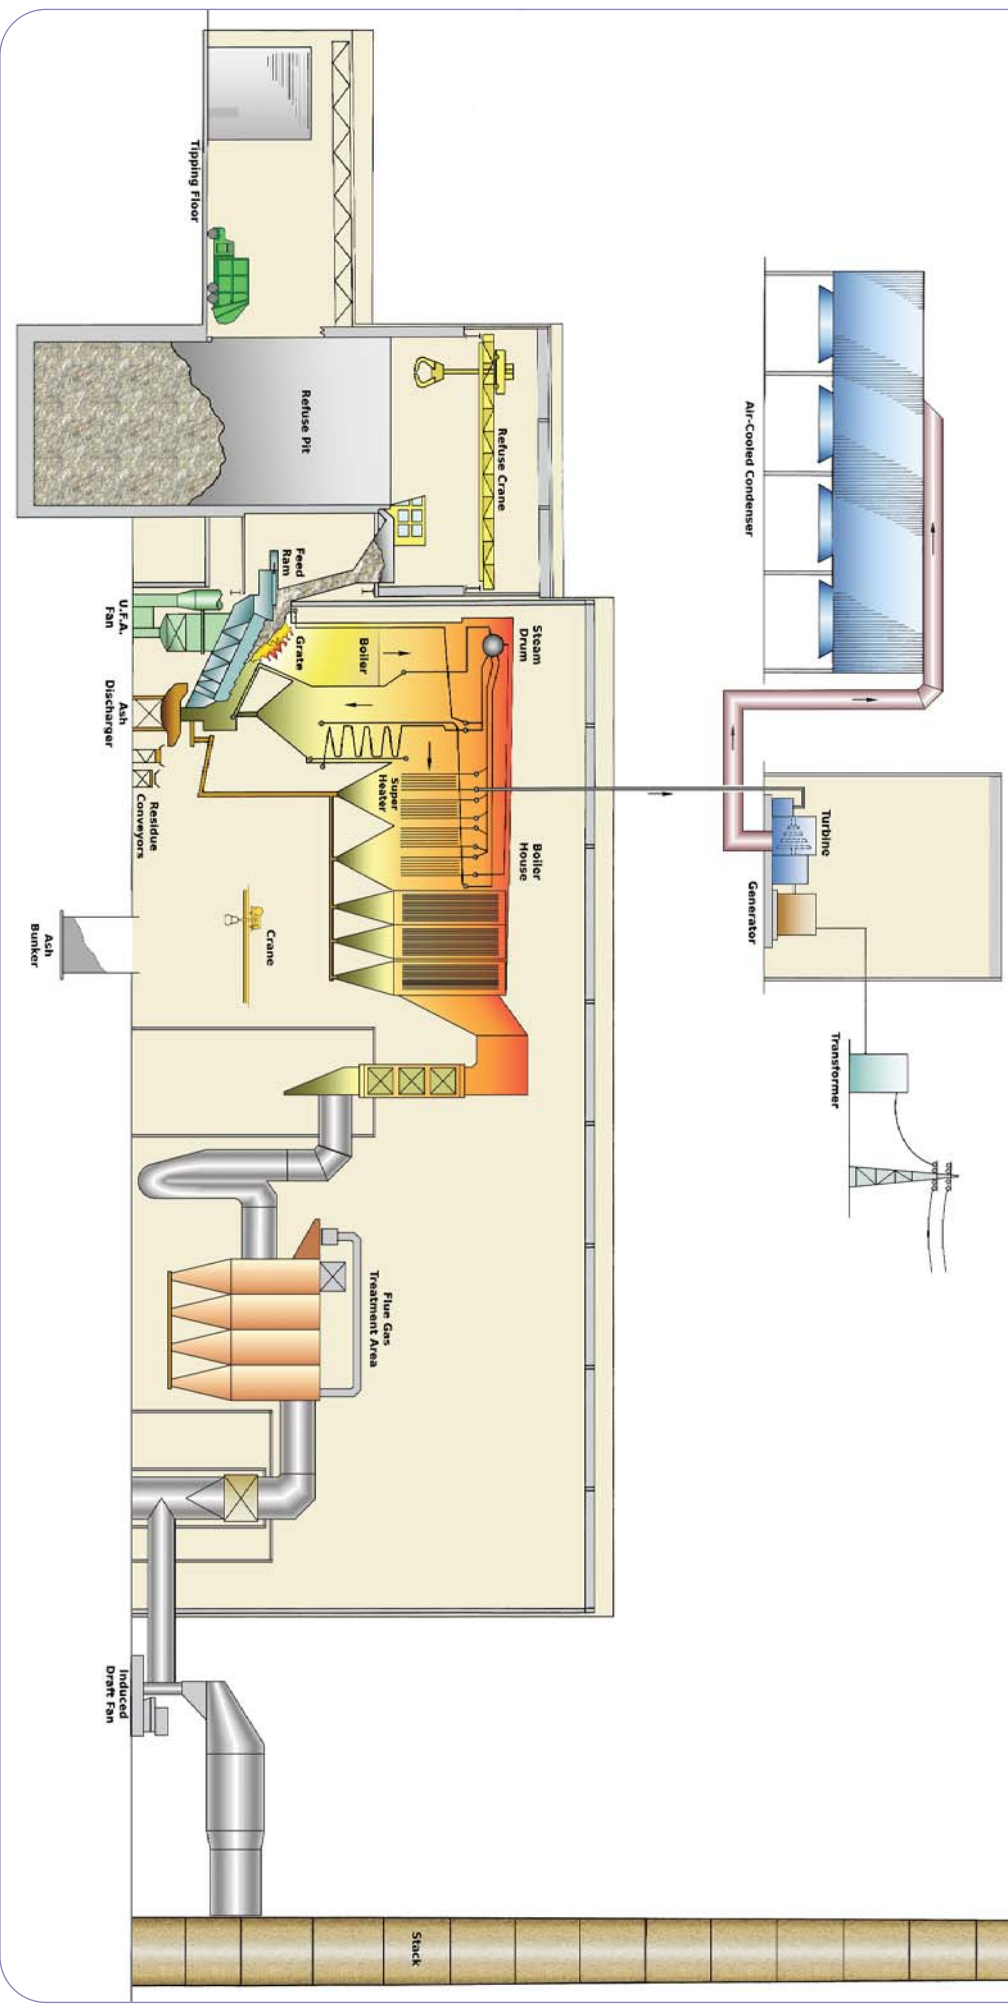 Tipping Floor
Refuse Pit
Refuse Crane
Feed
Ram
U.F.A.
Fan
Grate
Boiler
Steam
Drum
Ash
Discharger
Residue
Conveyors
Super
Heater
Boiler
House
Ash
Bunker
Crane
Air-Cooled Condenser
Turbine
Generator
Transformer
Flue Gas
Treatment Area
Induced
Draft Fan
Stack